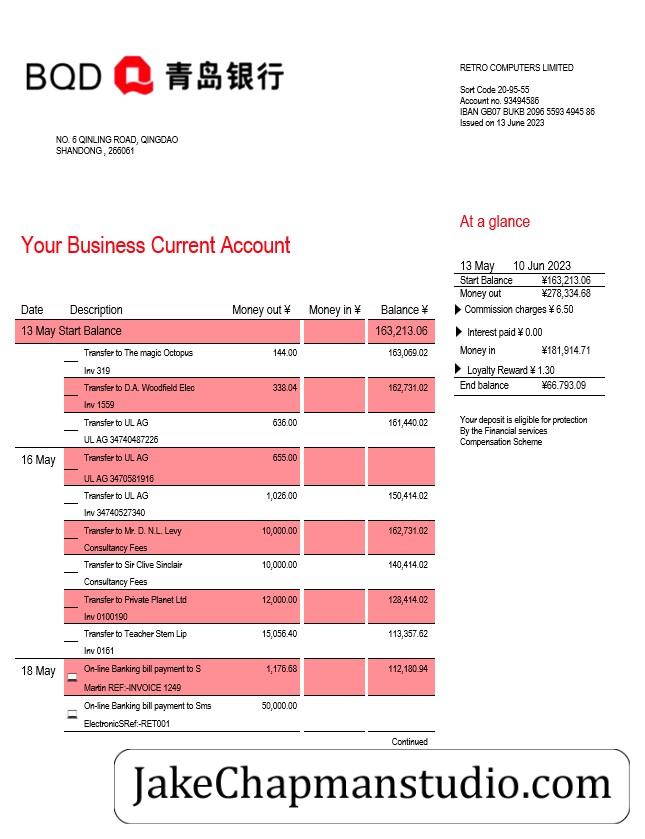 BQD 青岛银行
RETRO COMPUTERS LIMITED
Sort Code 20-95-55
Account no. 93494586
IBAN GB07 BUKB 2096 5593 4945 86
Issued on 13 June 2023
NO. 6 QINLING ROAD, QINGDAO
SHANDONG , 266061
At a glance
Your Business Current Account
13 May 10 Jun 2023
Start Balance ¥163,213.06
Money out ¥278,334.68
Commission charges ¥ 6.50
Interest paid ¥ 0.00
Money in ¥181,914.71
Loyalty Reward ¥ 1.30
End balance ¥66.793.09
Your deposit is eligible for protection
By the Financial services
Compensation Scheme
Date Description Money out ¥ Money in ¥ Balance ¥
13 May Start Balance 163,213.06
Transfer to The magic Octopus 144.00 163,069.02
Inv 319
Transfer to D.A. Woodfield Elec 338.04 162,731.02
Inv 1559
Transfer to UL AG 636.00 161,440.02
UL AG 34740487226
16 May Transfer to UL AG 655.00
UL AG 3470581916
Transfer to UL AG 1,026.00 150,414.02
Inv 34740527340
Transfer to Mr. D. N.L. Levy 10,000.00 162,731.02
Consultancy Fees
Transfer to Sir Clive Sinclair 10,000.00 140,414.02
Consultancy Fees
Transfer to Private Planet Ltd 12,000.00 128,414.02
Inv 0100190
Transfer to Teacher Stem Lip 15,056.40 113,357.62
Inv 0161
18 May On-line Banking bill payment to S 1,176.68 112,180.94
Martin REF:-INVOICE 1249
On-line Banking bill payment to Sms 50,000.00
ElectronicSRef:-RET001
Continued
JakeChapmanstudio.com